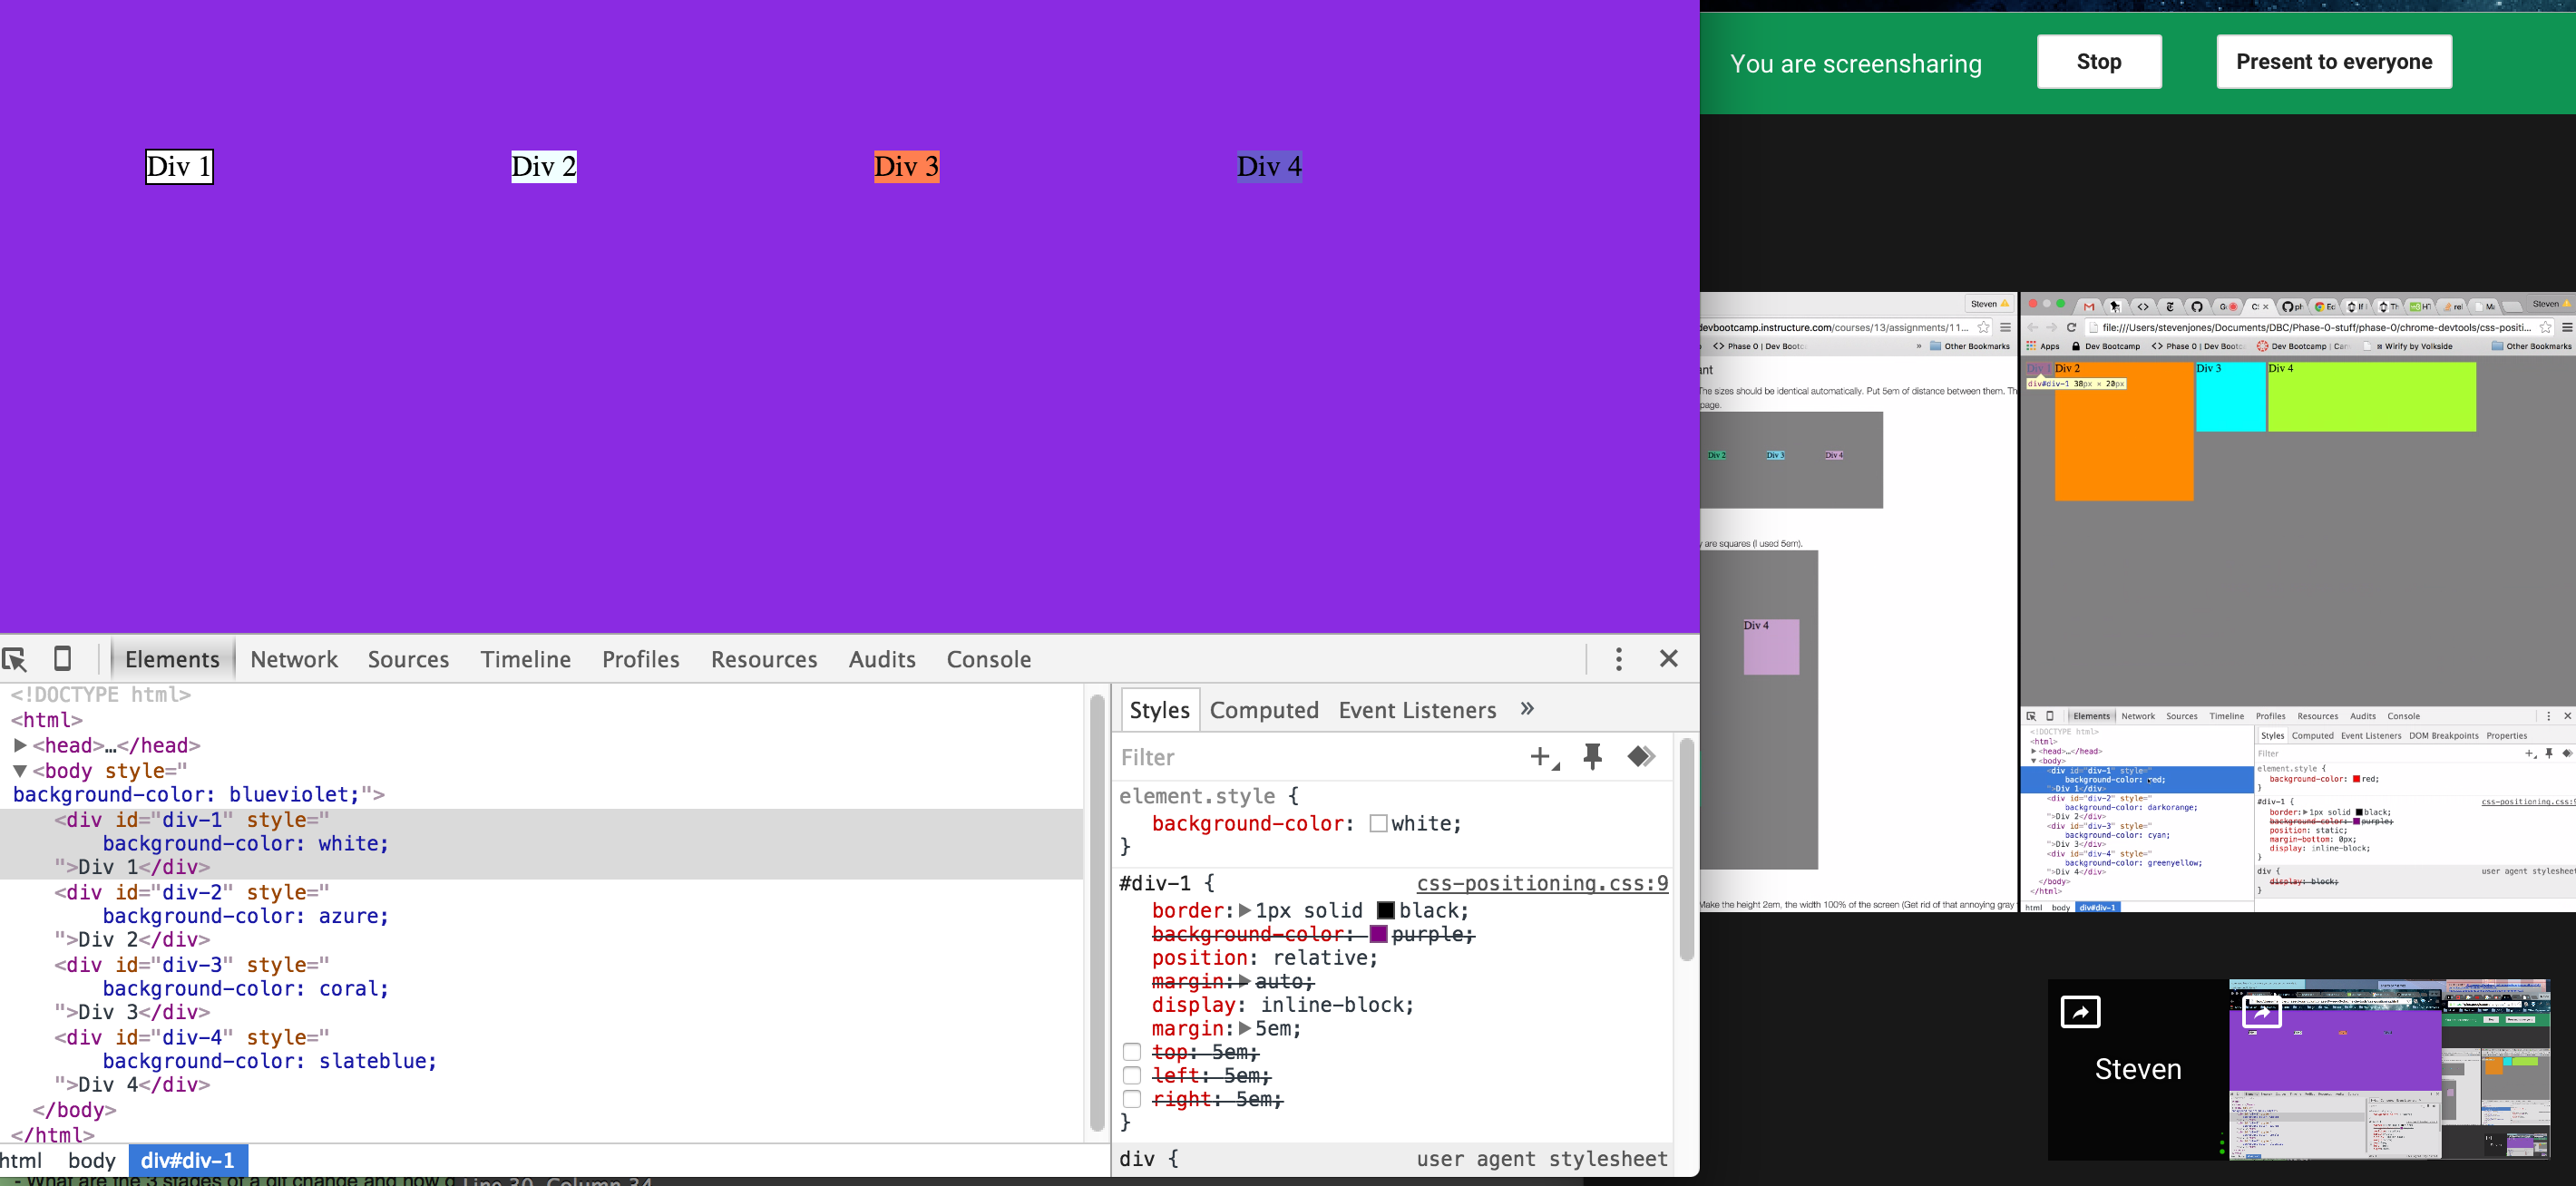 Div 1
Div 2
Div 3
Div 4
Elements Network Sources Timeline Profiles Resources Audits Console
<!DOCTYPE html>
<html>
<head>…</head>
<body style="
background-color: blueviolet;">
<div id="div-1" style="
background-color: white;
">Div 1</div>
<div id="div-2" style="
background-color: azure;
">Div 2</div>
<div id="div-3" style="
background-color: coral;
">Div 3</div>
<div id="div-4" style="
background-color: slateblue;
">Div 4</div>
</body>
</html>
html body div#div-1
Styles Computed Event Listeners »
Filter
element.style {
background-color: white;
}
#div-1 { css-positioning.css:9
border: 1px solid black;
background-color: purple;
position: relative;
margin: auto;
display: inline-block;
margin: 5em;
top: 5em;
left: 5em;
right: 5em;
}
div { user agent stylesheet
Line 30, Column 34
You are screensharing
Stop
Present to everyone
Steven
devbootcamp.instructure.com/courses/13/assignments/11...
<> Phase 0 | Dev Bootc
» Other Bookmarks
The sizes should be identical automatically. Put 5em of distance between them.
page.
Div 2
Div 3
Div 4
are squares (I used 5em).
Div 4
Make the height 2em, the width 100% of the screen (Get rid of that annoying gray
Steven
file:///Users/stevenjones/Documents/DBC/Phase-0-stuff/phase-0/chrome-devtools/css-positi...
Apps Dev Bootcamp <> Phase 0 | Dev Bootc Dev Bootcamp | Can Wirify by Volkside Other Bookmarks
Div 1
Div 2
Div 3
Div 4
div#div-1 38px × 20px
Elements Network Sources Timeline Profiles Resources Audits Console
<!DOCTYPE html>
<html>
<head>…</head>
<body>
<div id="div-1" style="
background-color: red;
">Div 1</div>
<div id="div-2" style="
background-color: darkorange;
">Div 2</div>
<div id="div-3" style="
background-color: cyan;
">Div 3</div>
<div id="div-4" style="
background-color: greenyellow;
">Div 4</div>
</body>
</html>
html body div#div-1
Styles Computed Event Listeners DOM Breakpoints Properties
Filter
element.style {
background-color: red;
}
#div-1 { css-positioning.css:9
border: 1px solid black;
background-color: purple;
position: static;
margin-bottom: 0px;
display: inline-block;
}
div { user agent stylesheet
display: block;
}
Steven